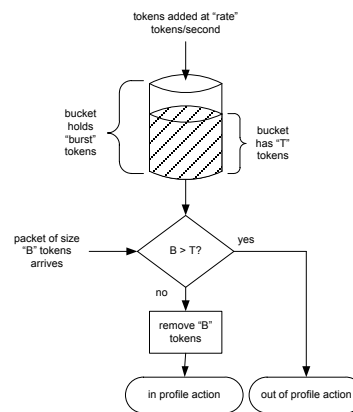 tokens added at “rate”
tokens/second
bucket
holds
“burst”
tokens
bucket
has “T”
tokens
packet of size
“B” tokens
arrives
B > T?
yes
no
remove “B”
tokens
in profile action
out of profile action